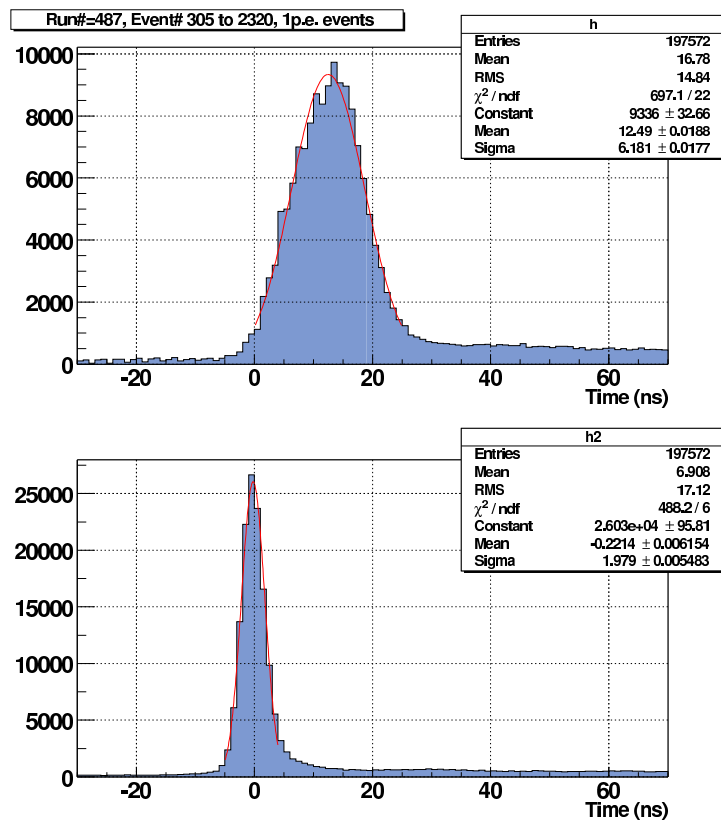 Run#=487, Event# 305 to 2320, 1p.e. events
h
Entries 197572
Mean 16.78
RMS 14.84
χ² / ndf 697.1 / 22
Constant 9336 ± 32.66
Mean 12.49 ± 0.0188
Sigma 6.181 ± 0.0177
10000
8000
6000
4000
2000
0
-20 0 20 40 60
Time (ns)
h2
Entries 197572
Mean 6.908
RMS 17.12
χ² / ndf 488.2 / 6
Constant 2.603e+04 ± 95.81
Mean -0.2214 ± 0.006154
Sigma 1.979 ± 0.005483
25000
20000
15000
10000
5000
0
-20 0 20 40 60
Time (ns)